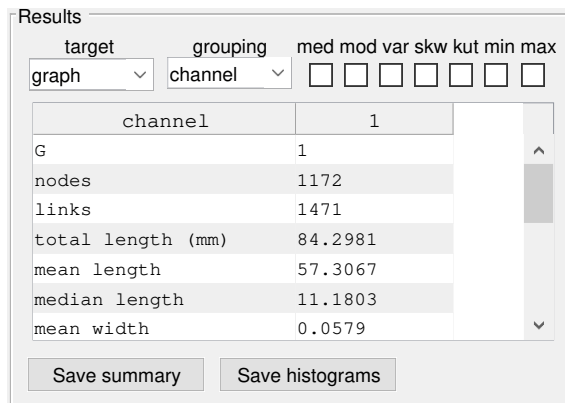 Results
target grouping med mod var skw kut min max
graph channel
channel 1
G 1
nodes 1172
links 1471
total length (mm) 84.2981
mean length 57.3067
median length 11.1803
mean width 0.0579
Save summary Save histograms